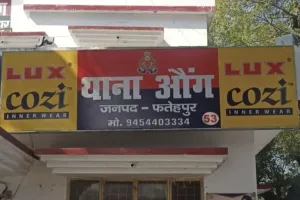 LUX
cozi
INNER WEAR
थाना औंग
जनपद - फतेहपुर
मो. 9454403334
53
LUX
cozi
INNER WEAR